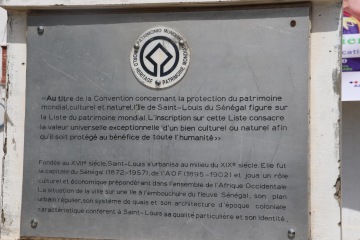 PATRIMONIO MUNDIAL
WORLD HERITAGE
PATRIMOINE MONDIAL
«Au titre de la Convention concernant la protection du patrimoine
mondial, culturel et naturel, l'île de Saint-Louis du Sénégal figure sur
la Liste du patrimoine mondial. L'inscription sur cette Liste consacre
la valeur universelle exceptionnelle d'un bien culturel ou naturel afin
qu'il soit protégé au bénéfice de toute l'humanité»
Fondée au XVIIe siècle, Saint-Louis s'urbanisa au milieu du XIXe siècle. Elle fut
la capitale du Sénégal (1872-1957), de l'A.O.F. (1895-1902) et joua un rôle
culturel et économique prépondérant dans l'ensemble de l'Afrique Occidentale
La situation de la ville sur une île à l'embouchure du fleuve Sénégal, son plan
urbain régulier, son système de quais et son architecture d'époque coloniale
caractéristique confèrent à Saint-Louis sa qualité particulière et son identité.